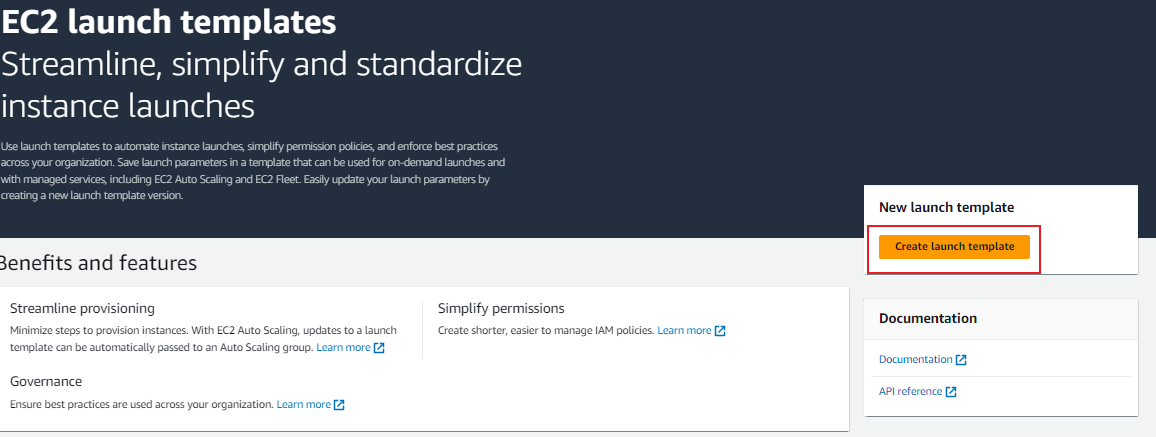 EC2 launch templates
Streamline, simplify and standardize
instance launches
Use launch templates to automate instance launches, simplify permission policies, and enforce best practices
across your organization. Save launch parameters in a template that can be used for on-demand launches and
with managed services, including EC2 Auto Scaling and EC2 Fleet. Easily update your launch parameters by
creating a new launch template version.
New launch template
Create launch template
Benefits and features
Streamline provisioning
Minimize steps to provision instances. With EC2 Auto Scaling, updates to a launch
template can be automatically passed to an Auto Scaling group. Learn more
Simplify permissions
Create shorter, easier to manage IAM policies. Learn more
Governance
Ensure best practices are used across your organization. Learn more
Documentation
Documentation
API reference